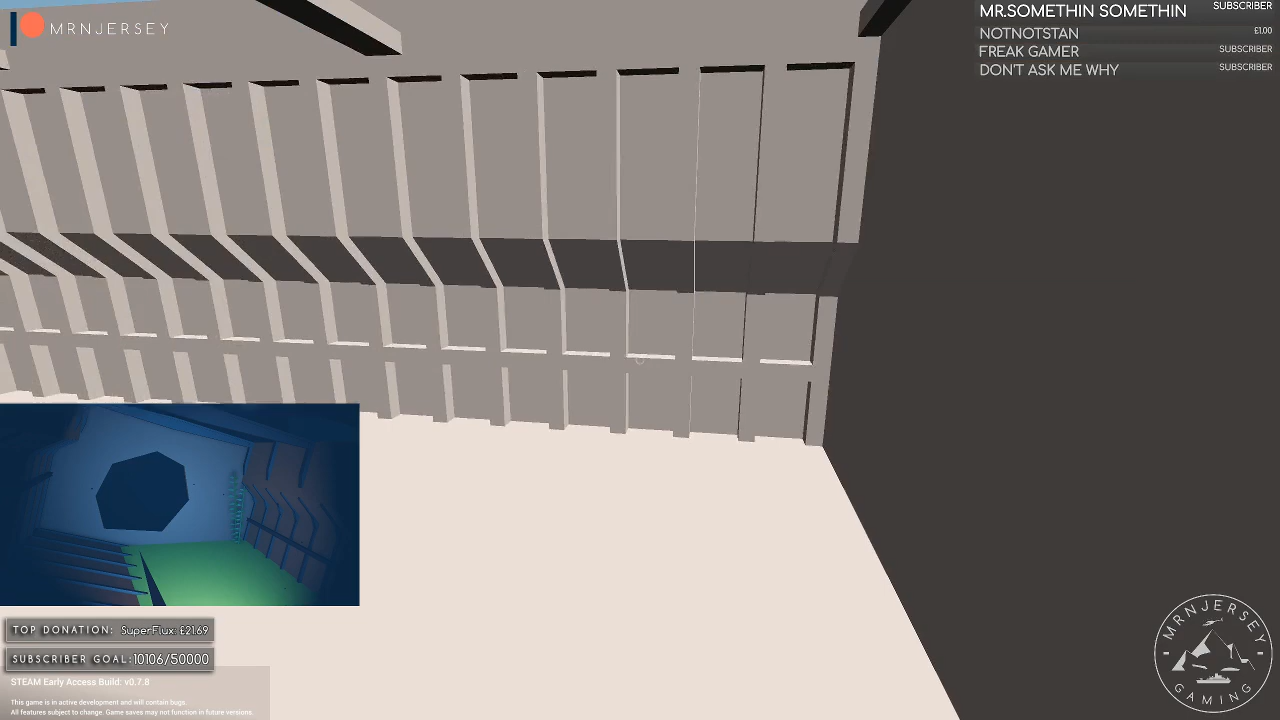 MRNJERSEY
MR.SOMETHIN SOMETHIN SUBSCRIBER
NOTNOTSTAN £1.00
FREAK GAMER SUBSCRIBER
DON'T ASK ME WHY SUBSCRIBER
TOP DONATION: SuperFlux: £21.69
SUBSCRIBER GOAL: 10106/50000
STEAM Early Access Build: v0.7.8
This game is in active development and will contain bugs.
All features subject to change. Game saves may not function in future versions.
MRNJERSEY
GAMING